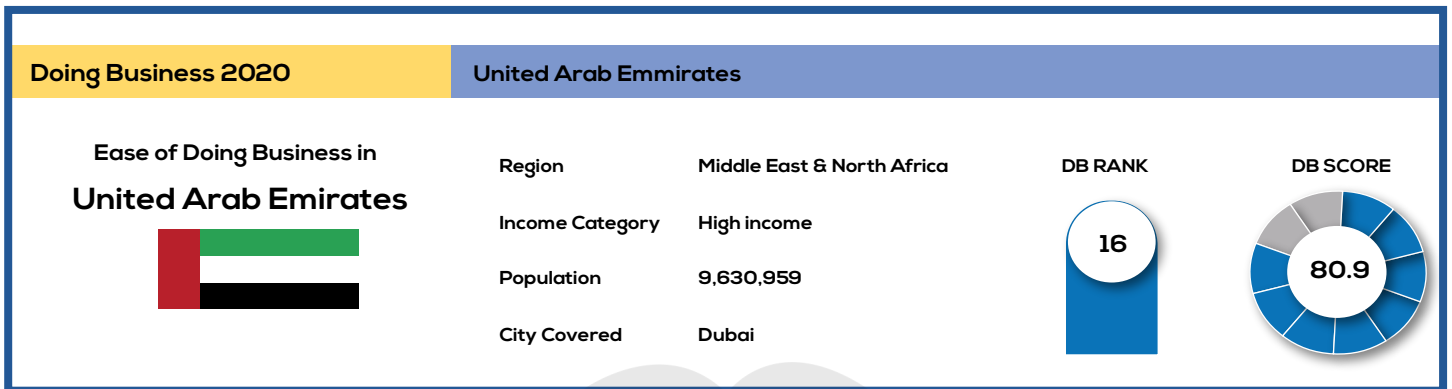 Doing Business 2020
United Arab Emmirates
Ease of Doing Business in
United Arab Emirates
Region Middle East & North Africa
Income Category High income
Population 9,630,959
City Covered Dubai
DB RANK
16
DB SCORE
80.9